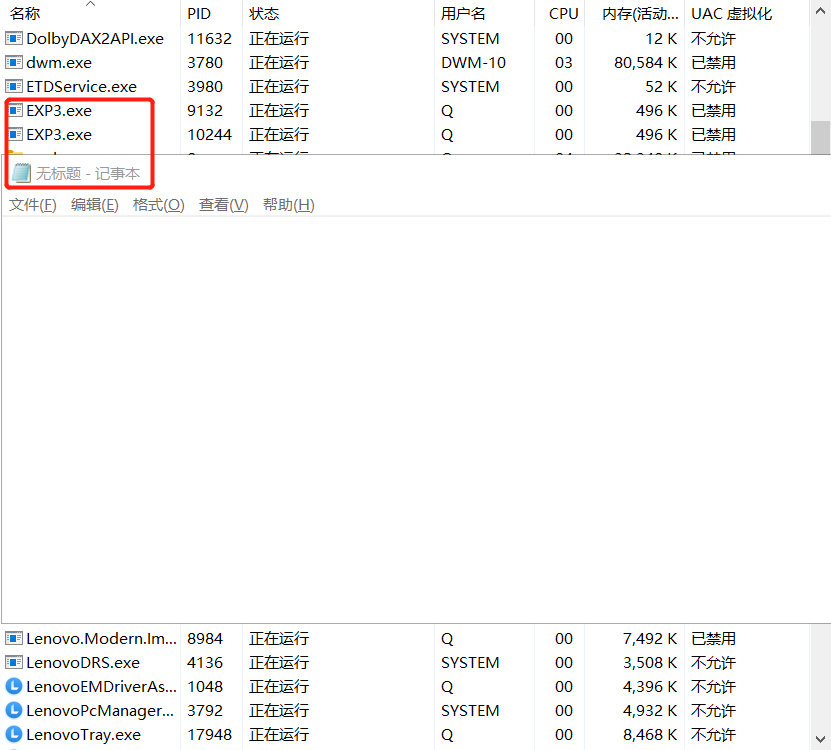 名称 PID 状态 用户名 CPU 内存(活动... UAC 虚拟化
DolbyDAX2API.exe 11632 正在运行 SYSTEM 00 12 K 不允许
dwm.exe 3780 正在运行 DWM-10 03 80,584 K 已禁用
ETDService.exe 3980 正在运行 SYSTEM 00 52 K 不允许
EXP3.exe 9132 正在运行 Q 00 496 K 已禁用
EXP3.exe 10244 正在运行 Q 00 496 K 已禁用
无标题 - 记事本
文件(F) 编辑(E) 格式(O) 查看(V) 帮助(H)
Lenovo.Modern.Im... 8984 正在运行 Q 00 7,492 K 已禁用
LenovoDRS.exe 4136 正在运行 SYSTEM 00 3,508 K 不允许
LenovoEMDriverAs... 1048 正在运行 Q 00 4,396 K 不允许
LenovoPcManager... 3792 正在运行 SYSTEM 00 4,932 K 不允许
LenovoTray.exe 17948 正在运行 Q 00 8,468 K 不允许